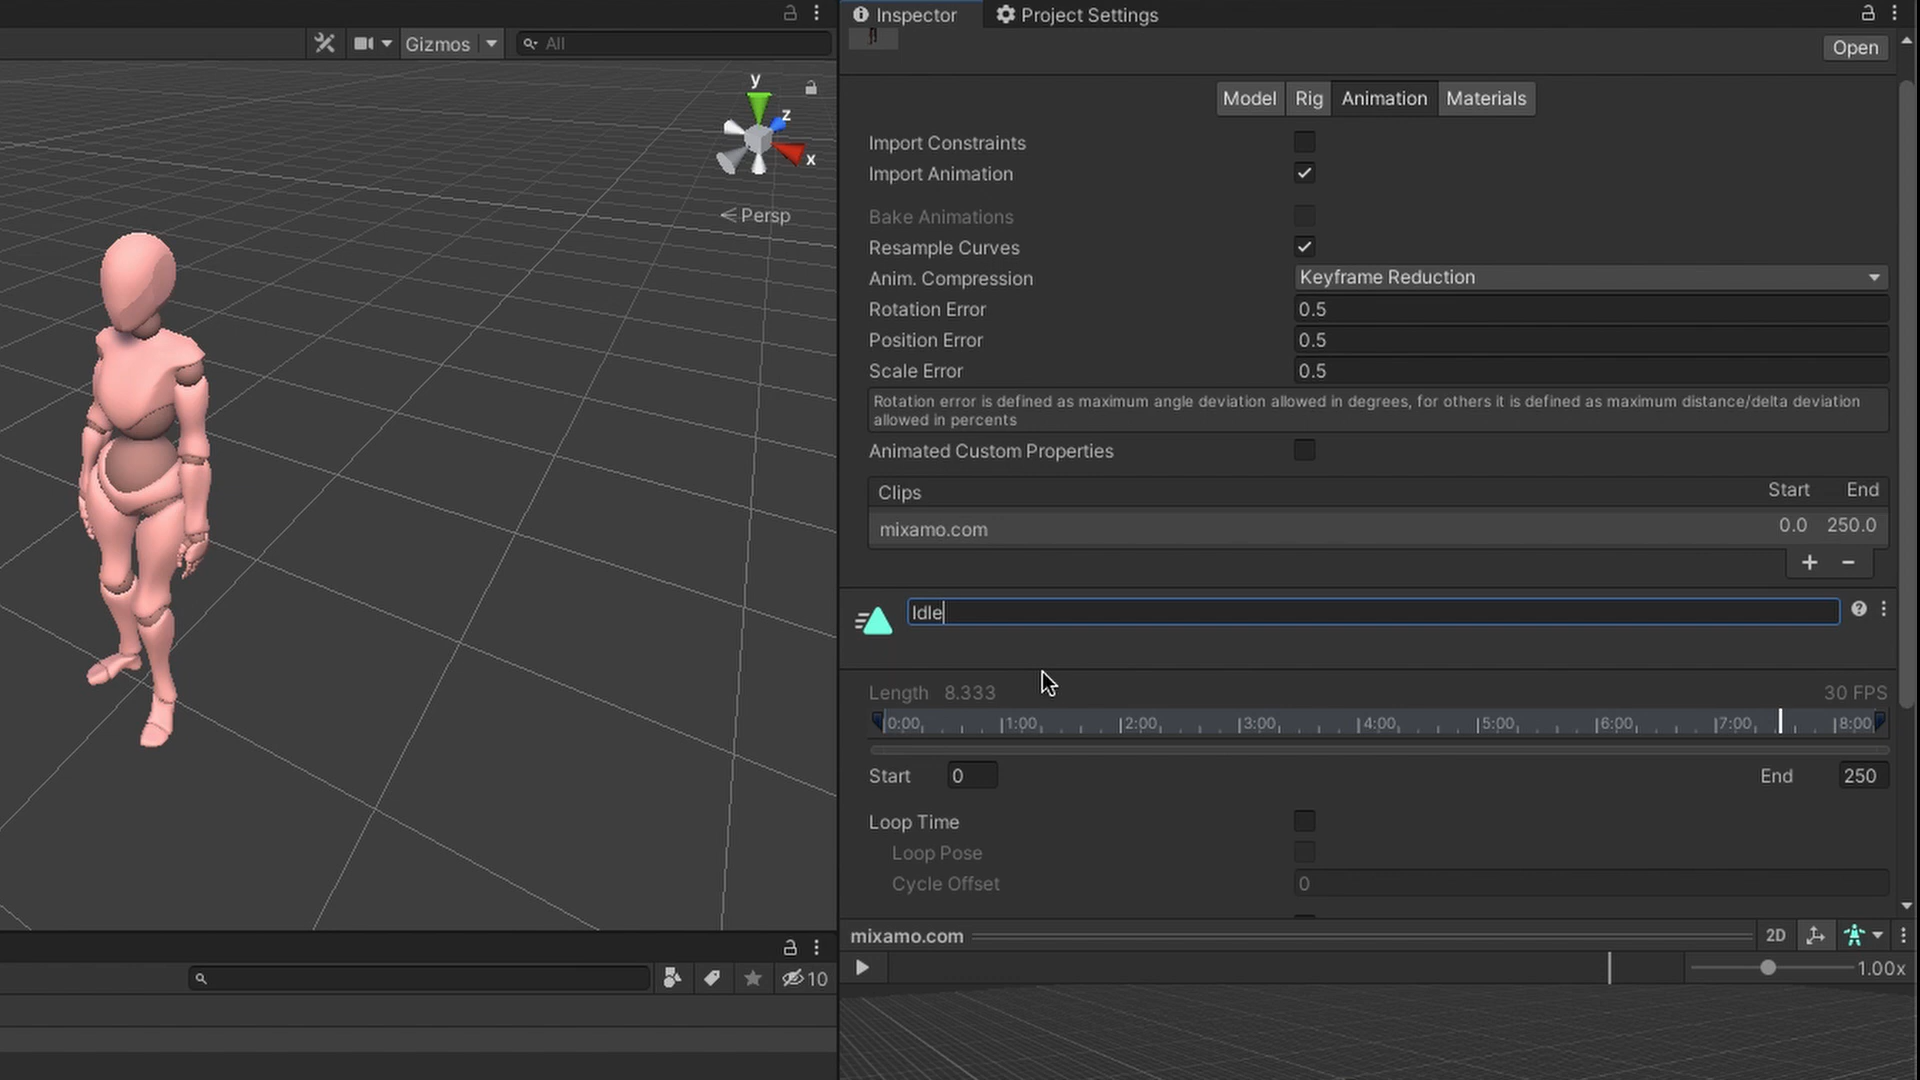 Inspector
Project Settings
Gizmos
All
Open
y
z
x
Persp
Model Rig Animation Materials
Import Constraints
Import Animation
Bake Animations
Resample Curves
Anim. Compression Keyframe Reduction
Rotation Error 0.5
Position Error 0.5
Scale Error 0.5
Rotation error is defined as maximum angle deviation allowed in degrees, for others it is defined as maximum distance/delta deviation
allowed in percents
Animated Custom Properties
Clips Start End
mixamo.com 0.0 250.0
+ −
Idle
Length 8.333 30 FPS
0:00 1:00 2:00 3:00 4:00 5:00 6:00 7:00 8:00
Start 0 End 250
Loop Time
Loop Pose
Cycle Offset 0
mixamo.com 2D
1.00x
10